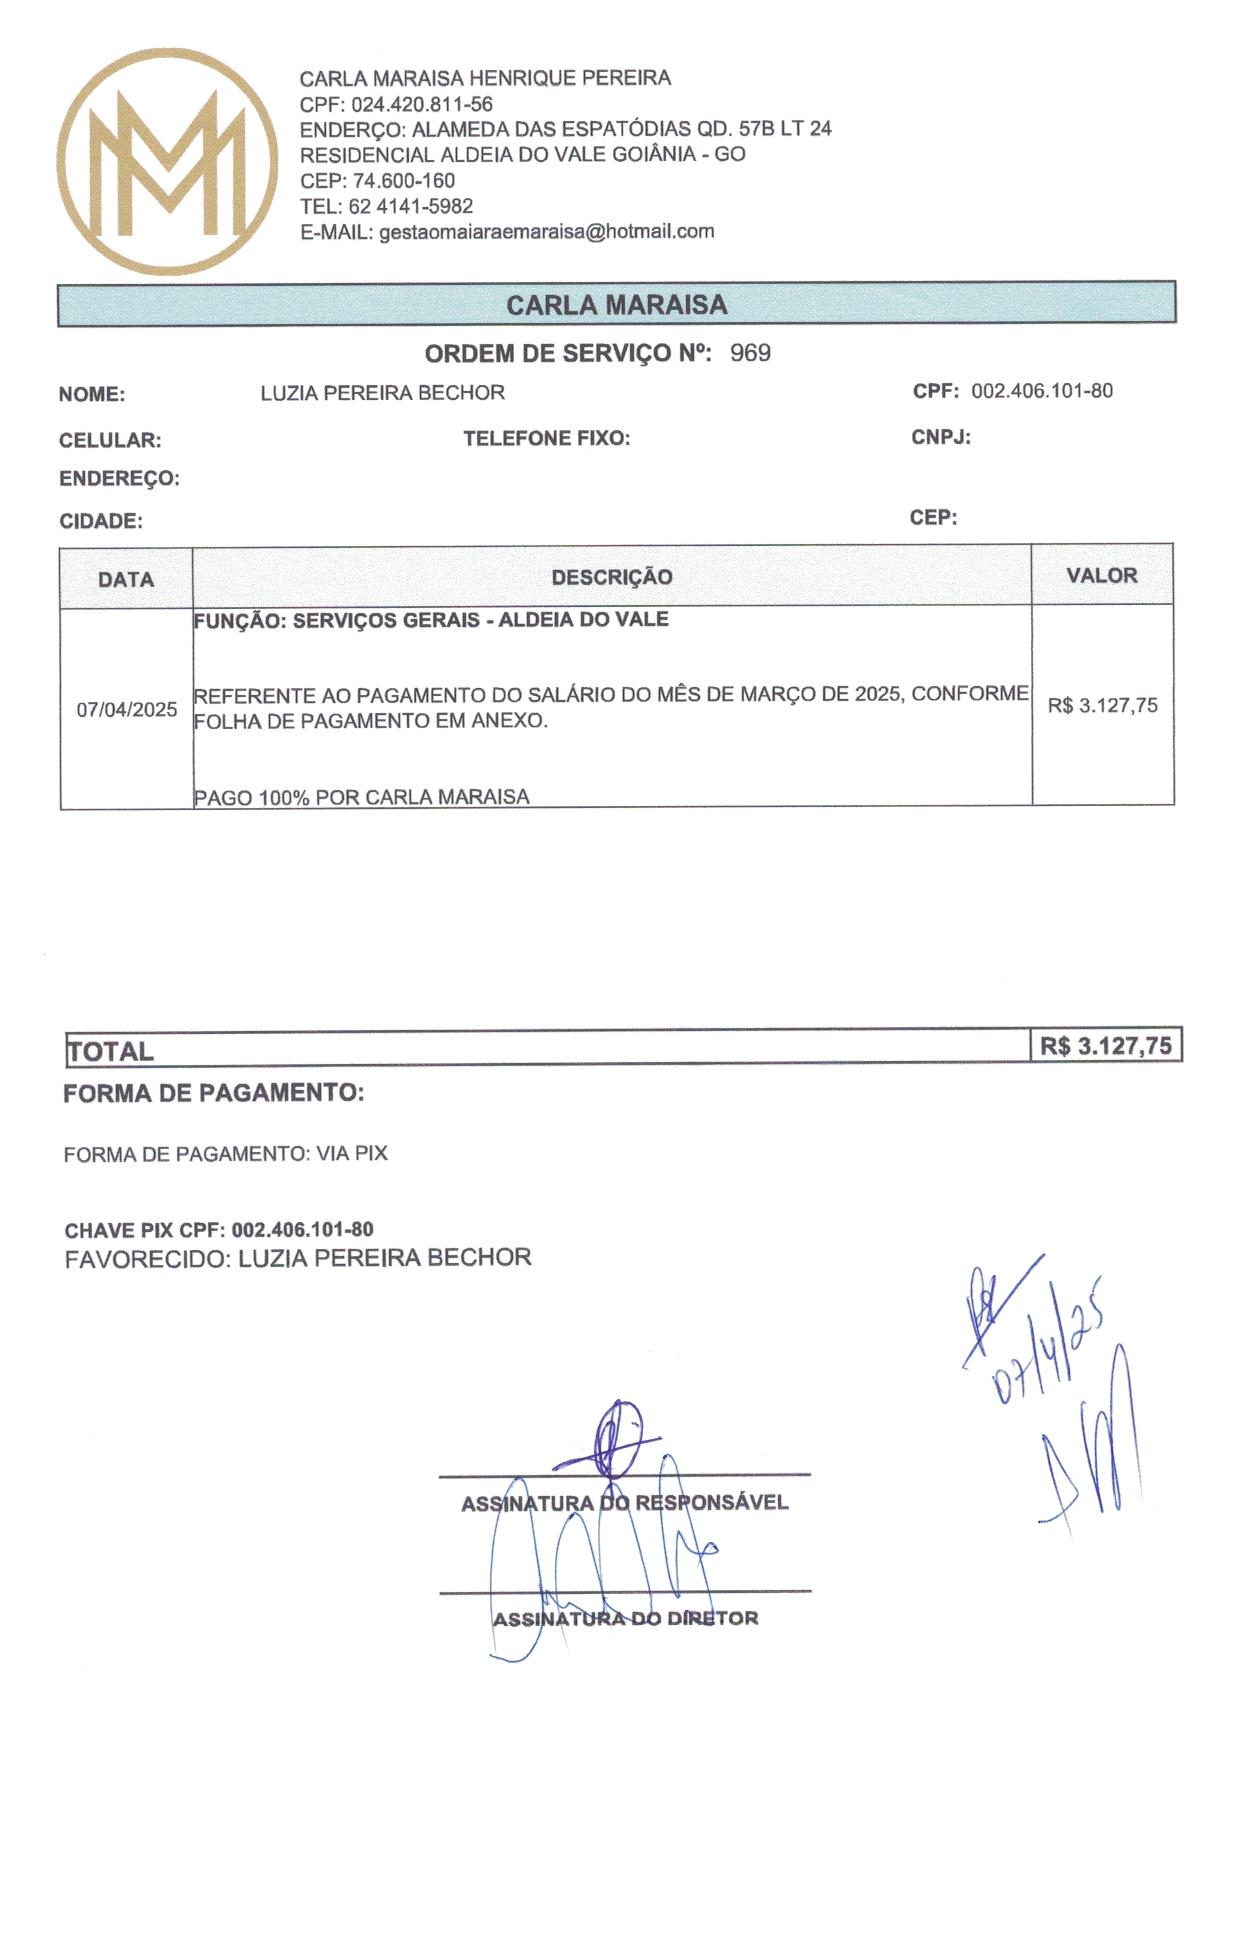 CARLA MARAISA HENRIQUE PEREIRA
CPF: 024.420.811-56
ENDERÇO: ALAMEDA DAS ESPATÓDIAS QD. 57B LT 24
RESIDENCIAL ALDEIA DO VALE GOIÂNIA - GO
CEP: 74.600-160
TEL: 62 4141-5982
E-MAIL: gestaomaiaraemaraisa@hotmail.com
CARLA MARAISA
ORDEM DE SERVIÇO Nº: 969
NOME: LUZIA PEREIRA BECHOR CPF: 002.406.101-80
CELULAR: TELEFONE FIXO: CNPJ:
ENDEREÇO:
CIDADE: CEP:
DATA DESCRIÇÃO VALOR
FUNÇÃO: SERVIÇOS GERAIS - ALDEIA DO VALE
07/04/2025 REFERENTE AO PAGAMENTO DO SALÁRIO DO MÊS DE MARÇO DE 2025, CONFORME R$ 3.127,75
FOLHA DE PAGAMENTO EM ANEXO.
PAGO 100% POR CARLA MARAISA
TOTAL R$ 3.127,75
FORMA DE PAGAMENTO:
FORMA DE PAGAMENTO: VIA PIX
CHAVE PIX CPF: 002.406.101-80
FAVORECIDO: LUZIA PEREIRA BECHOR
07/4/25
ASSINATURA DO RESPONSÁVEL
ASSINATURA DO DIRETOR